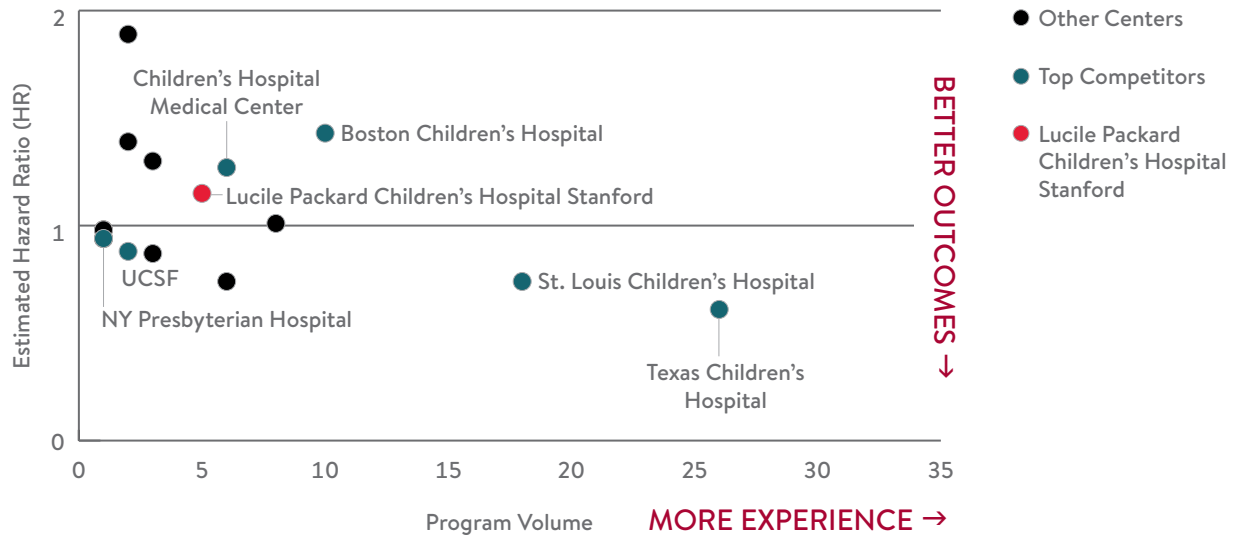 2
1
0
Estimated Hazard Ratio (HR)
Children’s Hospital
Medical Center
Boston Children’s Hospital
Lucile Packard Children’s Hospital Stanford
UCSF
NY Presbyterian Hospital
St. Louis Children’s Hospital
Texas Children’s
Hospital
BETTER OUTCOMES →
0 5 10 15 20 25 30 35
Program Volume
MORE EXPERIENCE →
Other Centers
Top Competitors
Lucile Packard
Children’s Hospital
Stanford